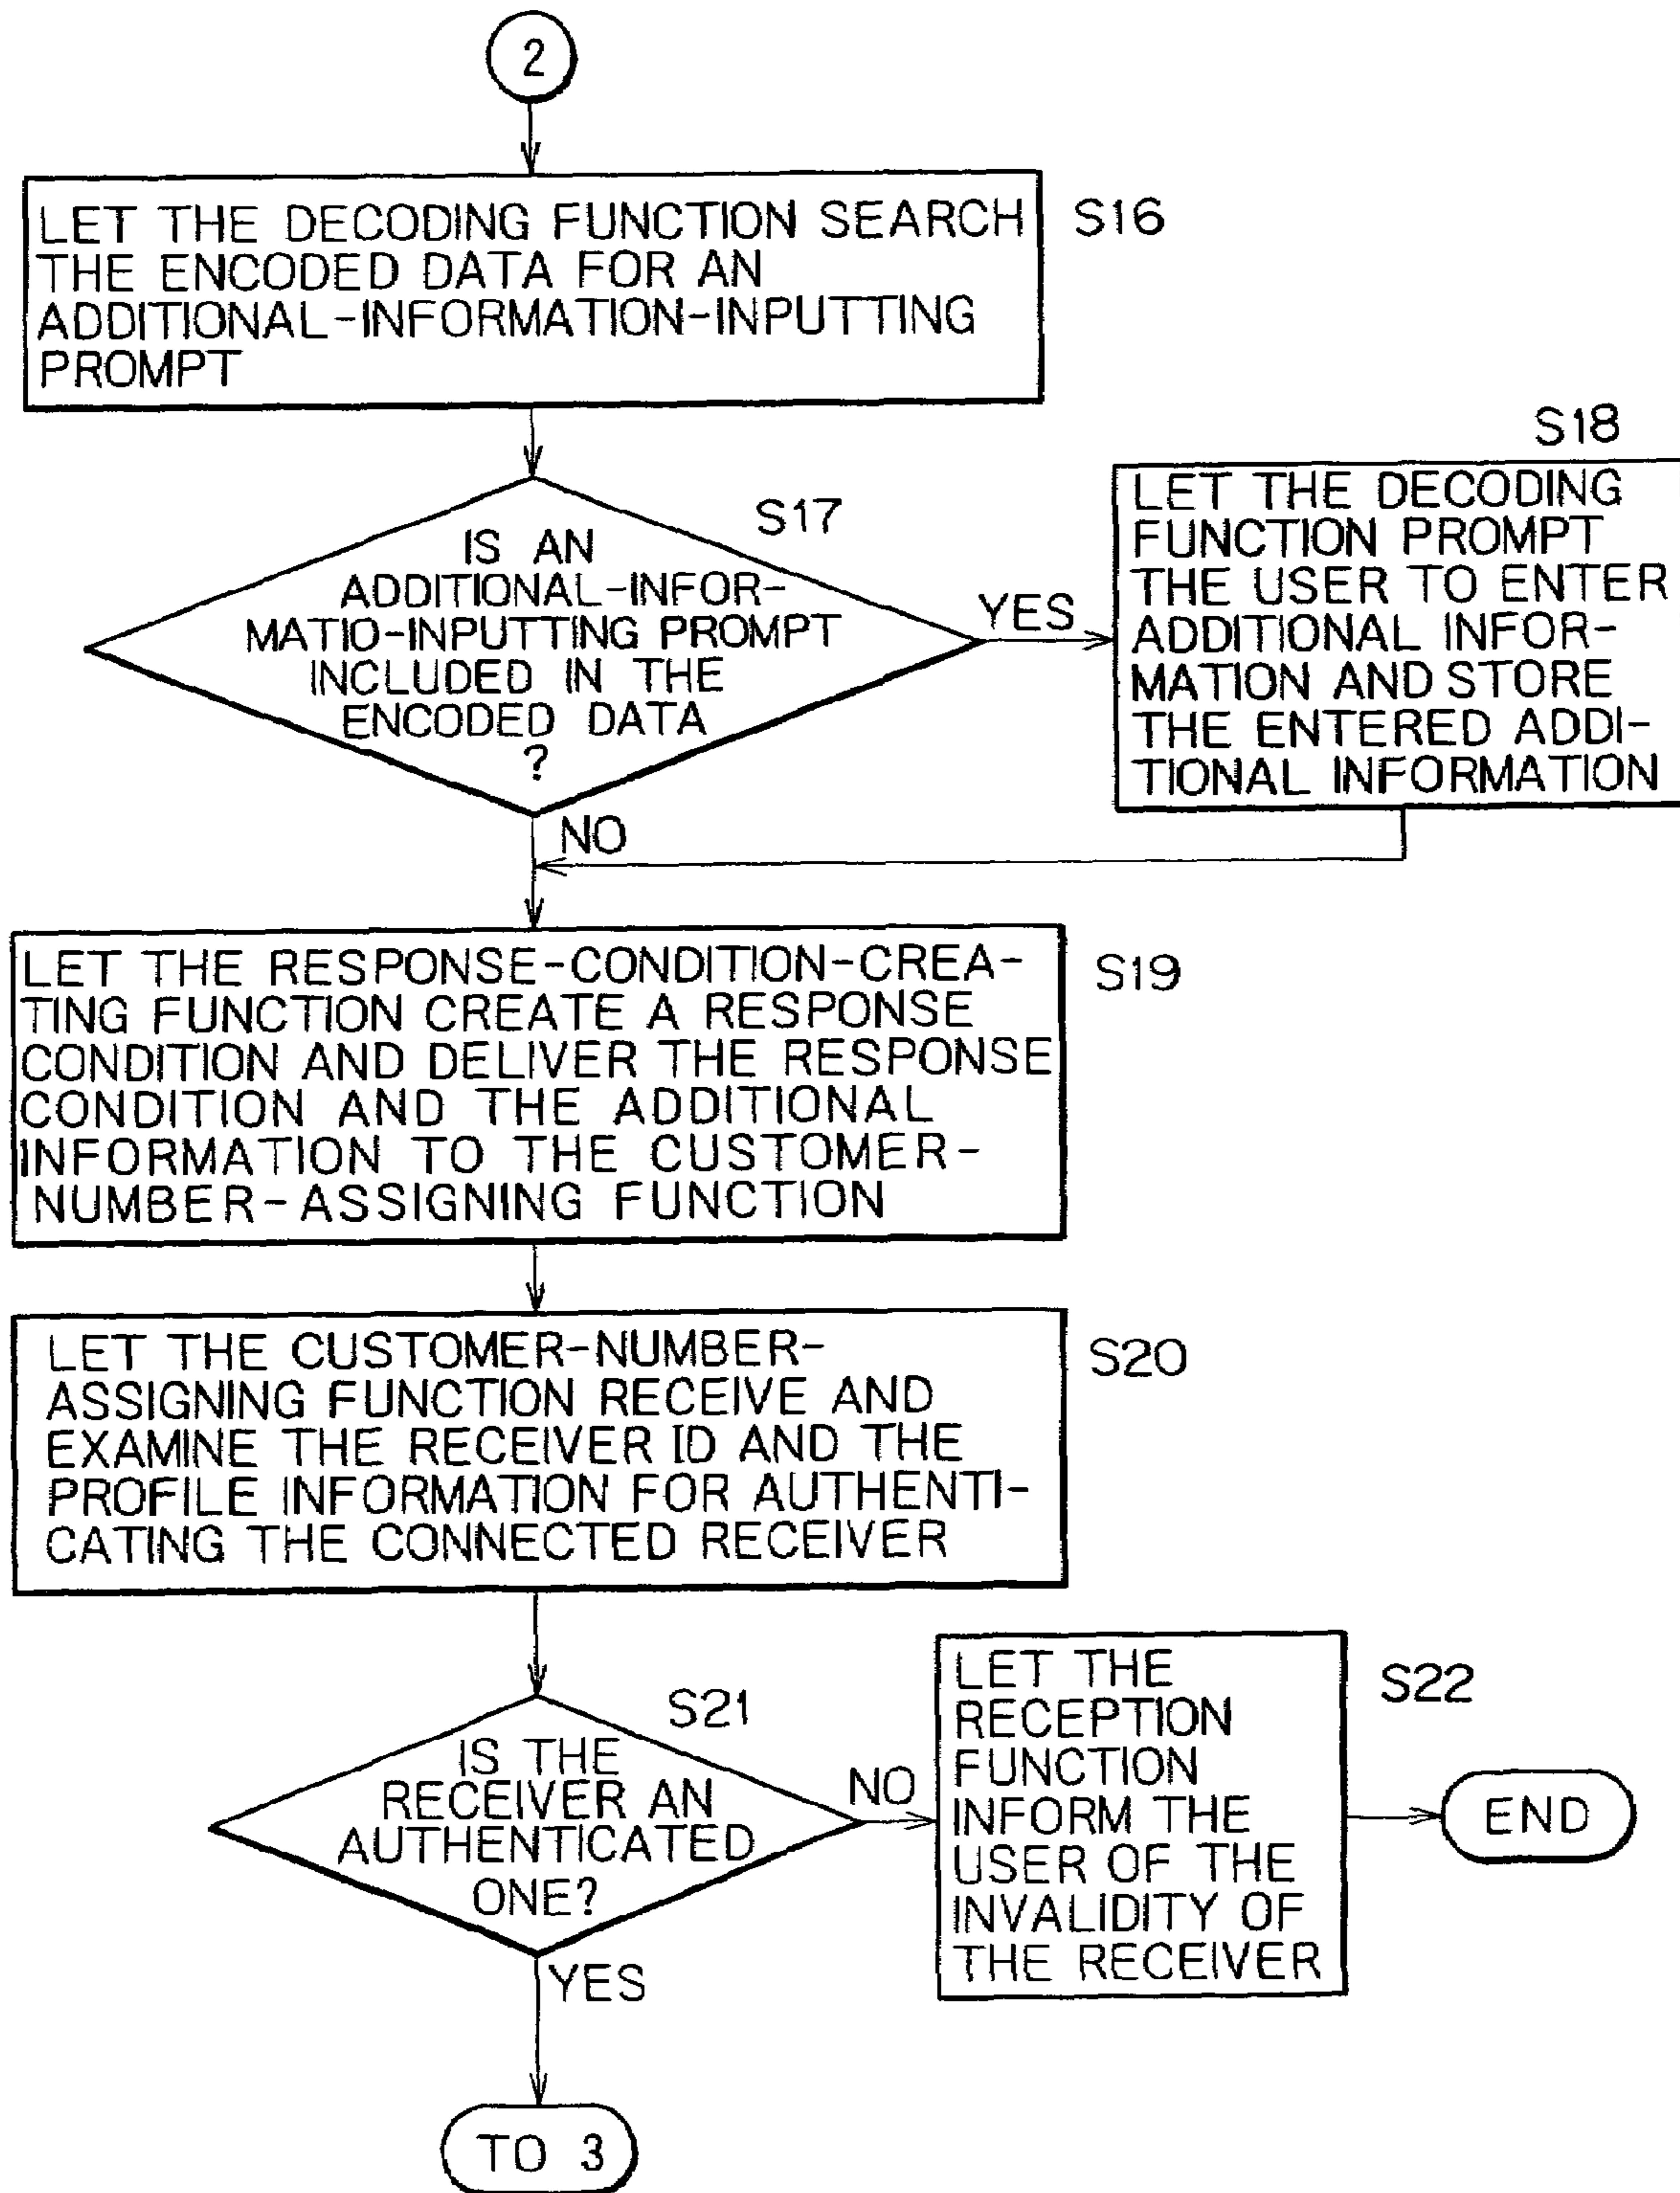 2
LET THE DECODING FUNCTION SEARCH
THE ENCODED DATA FOR AN
ADDITIONAL-INFORMATION-INPUTTING
PROMPT
S16
S17
IS AN
ADDITIONAL-INFOR-
MATIO-INPUTTING PROMPT
INCLUDED IN THE
ENCODED DATA
?
YES
S18
LET THE DECODING
FUNCTION PROMPT
THE USER TO ENTER
ADDITIONAL INFOR-
MATION AND STORE
THE ENTERED ADDI-
TIONAL INFORMATION
NO
LET THE RESPONSE-CONDITION-CREA-
TING FUNCTION CREATE A RESPONSE
CONDITION AND DELIVER THE RESPONSE
CONDITION AND THE ADDITIONAL
INFORMATION TO THE CUSTOMER-
NUMBER-ASSIGNING FUNCTION
S19
LET THE CUSTOMER-NUMBER-
ASSIGNING FUNCTION RECEIVE AND
EXAMINE THE RECEIVER ID AND THE
PROFILE INFORMATION FOR AUTHENTI-
CATING THE CONNECTED RECEIVER
S20
S21
IS THE
RECEIVER AN
AUTHENTICATED
ONE?
NO
LET THE
RECEPTION
FUNCTION
INFORM THE
USER OF THE
INVALIDITY OF
THE RECEIVER
S22
END
YES
TO 3